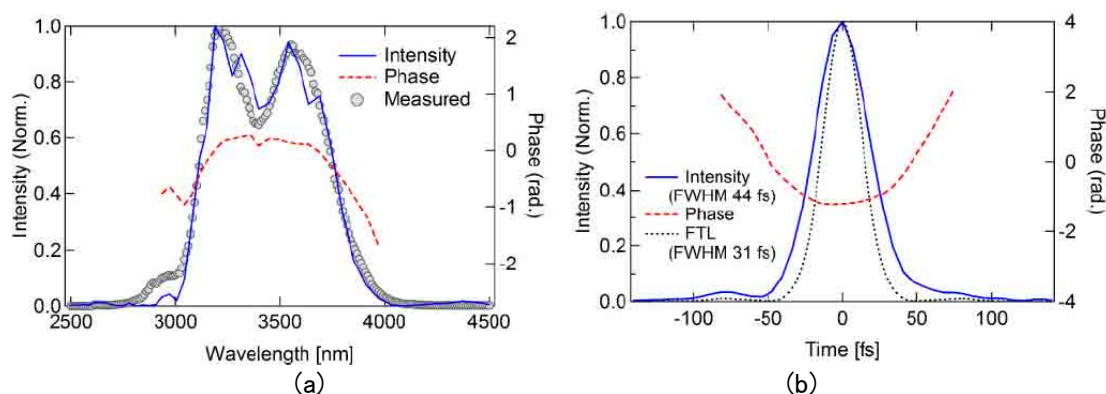 Intensity (Norm.)
1.0
0.8
0.6
0.4
0.2
0.0
2500
3000
3500
4000
4500
Wavelength [nm]
2
1
0
-1
-2
Phase (rad.)
Intensity
Phase
Measured
(a)
Intensity (Norm.)
1.0
0.8
0.6
0.4
0.2
0.0
-100
-50
0
50
100
Time [fs]
4
2
0
-2
-4
Phase (rad.)
Intensity
(FWHM 44 fs)
Phase
FTL
(FWHM 31 fs)
(b)